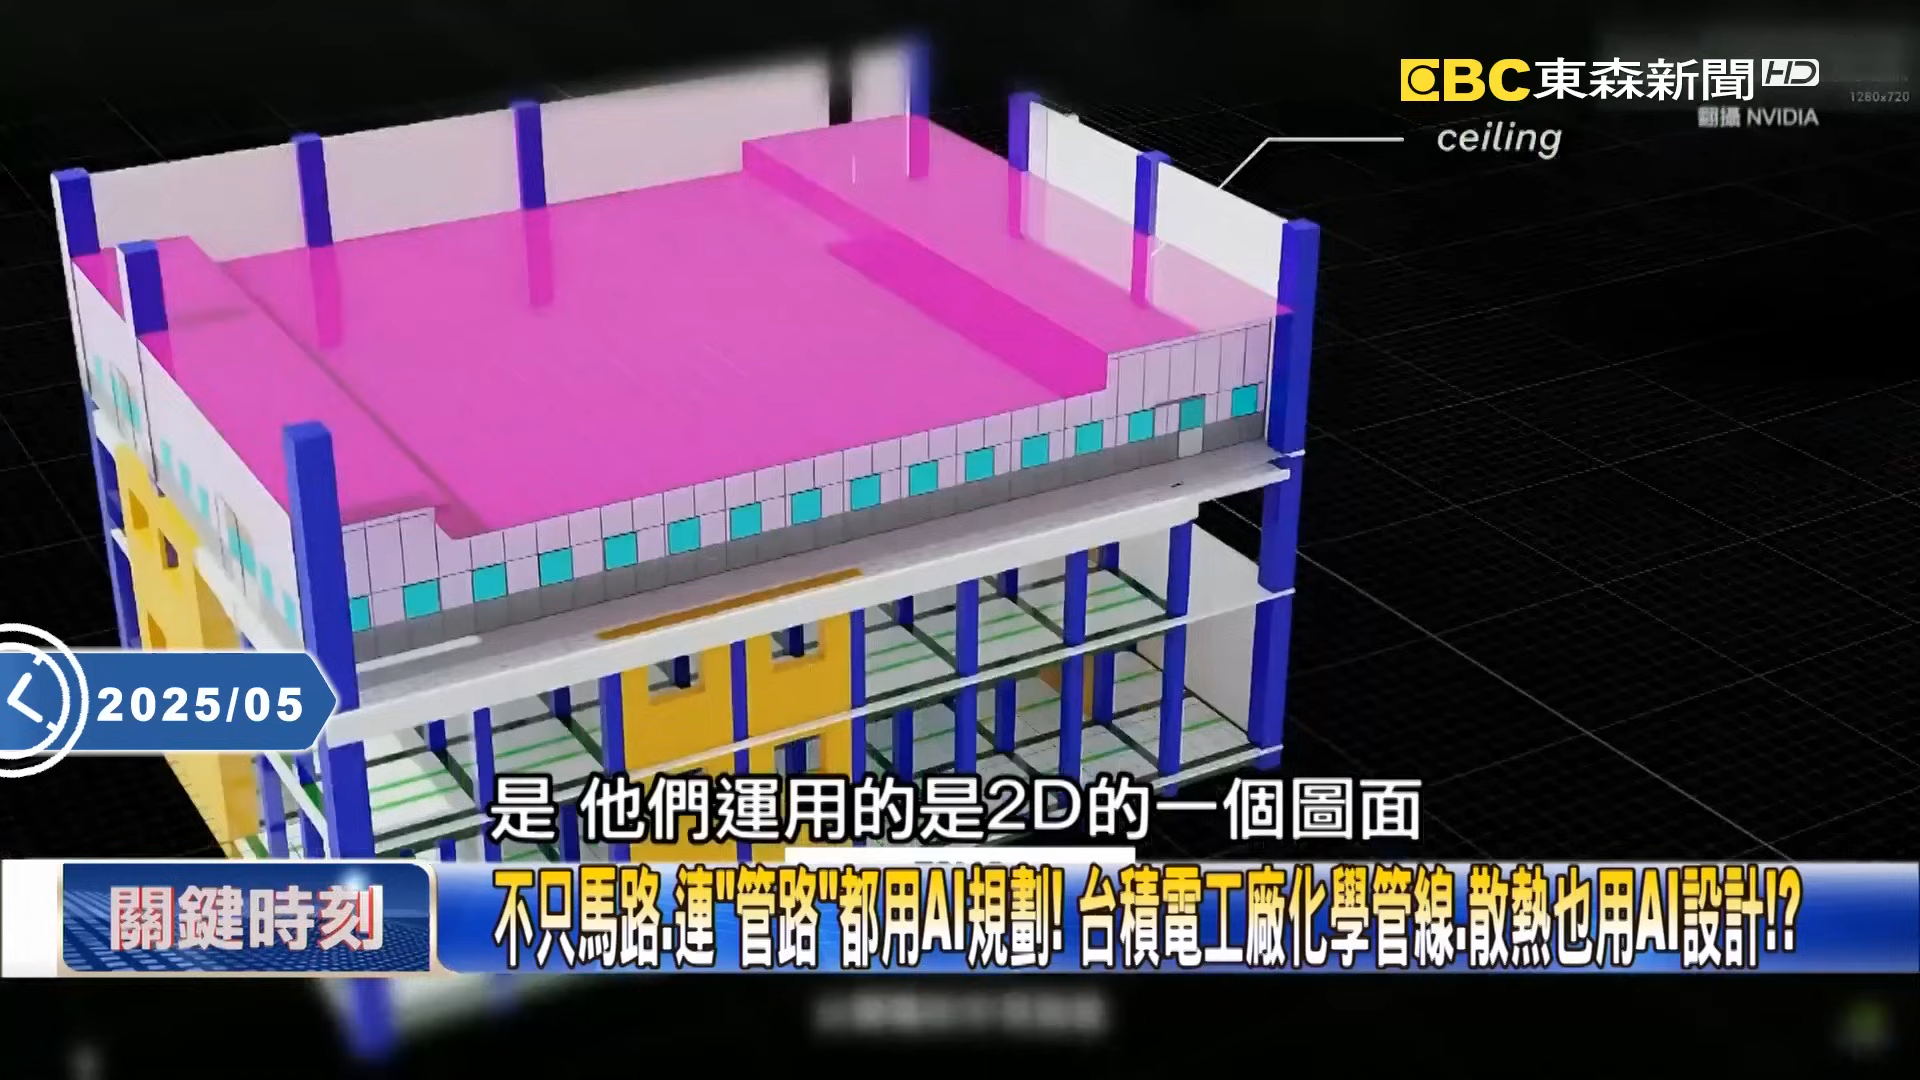 EBC東森新聞HD
1280x720
翻攝 NVIDIA
ceiling
2025/05
是 他們運用的是2D的一個圖面
關鍵時刻
不只馬路.連"管路"都用AI規劃! 台積電工廠化學管線.散熱也用AI設計!?